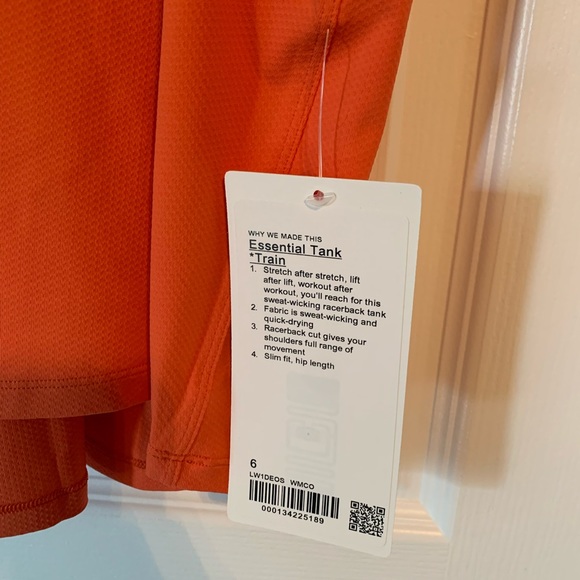 WHY WE MADE THIS
Essential Tank
*Train
1. Stretch after stretch, lift
after lift, workout after
workout, you'll reach for this
sweat-wicking racerback tank
2. Fabric is sweat-wicking and
quick-drying
3. Racerback cut gives your
shoulders full range of
movement
4. Slim fit, hip length
6
LW1DEOS WMCO
000134225189